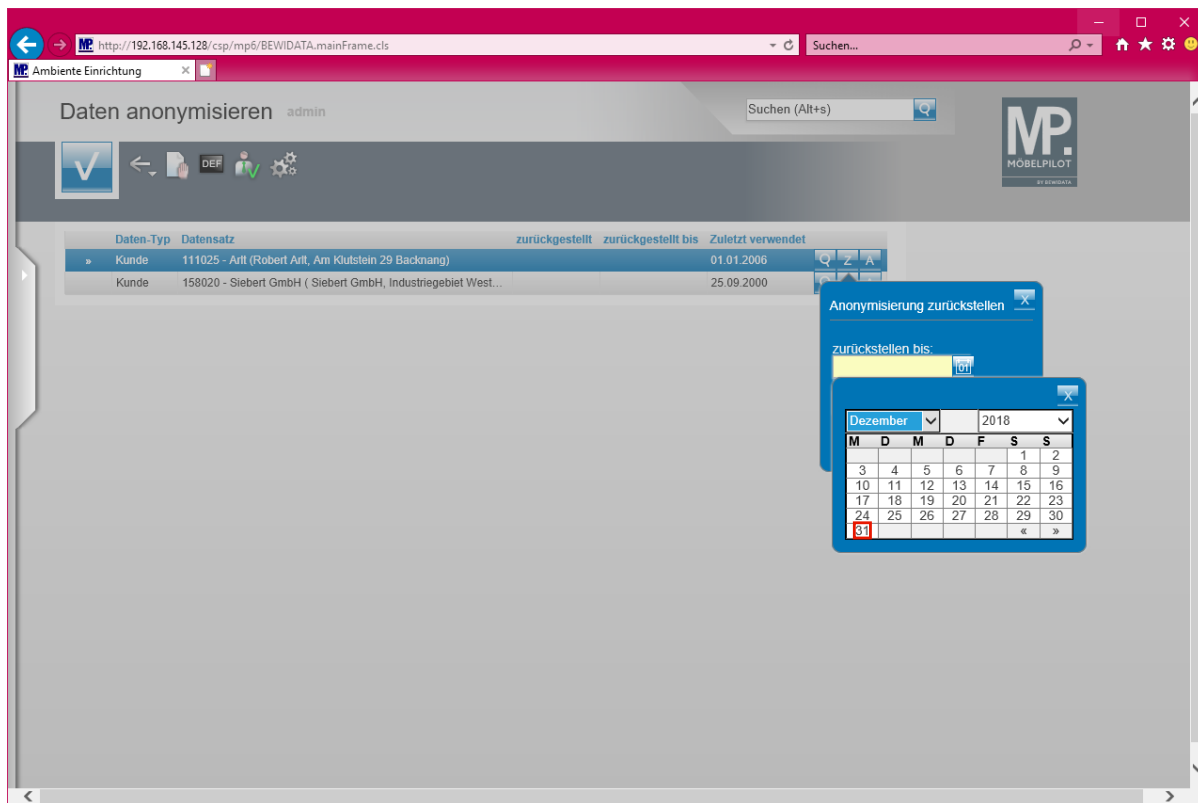 http://192.168.145.128/csp/mp6/BEWIDATA.mainFrame.cls
Suchen...
MP. Ambiente Einrichtung
Daten anonymisieren admin
Suchen (Alt+s)
MP.
MÖBELPILOT
BY BEWIDATA
DEF
Daten-Typ Datensatz zurückgestellt zurückgestellt bis Zuletzt verwendet
» Kunde 111025 - Arlt (Robert Arlt, Am Klutstein 29 Backnang) 01.01.2006 Q Z A
Kunde 158020 - Siebert GmbH ( Siebert GmbH, Industriegebiet West... 25.09.2000
Anonymisierung zurückstellen X
zurückstellen bis:
01
X
Dezember 2018
M D M D F S S
1 2
3 4 5 6 7 8 9
10 11 12 13 14 15 16
17 18 19 20 21 22 23
24 25 26 27 28 29 30
31 « »